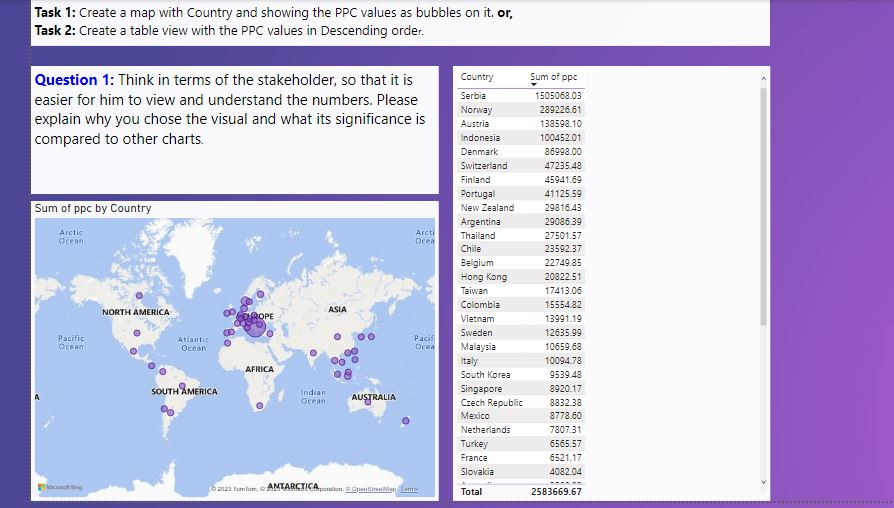 Task 1: Create a map with Country and showing the PPC values as bubbles on it. or,
Task 2: Create a table view with the PPC values in Descending order.
Question 1: Think in terms of the stakeholder, so that it is
easier for him to view and understand the numbers. Please
explain why you chose the visual and what its significance is
compared to other charts.
Sum of ppc by Country
Arctic
Ocean
Arcti
Ocea
NORTH AMERICA
EUROPE
ASIA
Pacific
Ocean
Atlantic
Ocean
Pacif
Ocea
AFRICA
SOUTH AMERICA
Indian
Ocean
AUSTRALIA
A
ANTARCTICA
Microsoft Bing
© 2023 TomTom, © 2023 Microsoft Corporation, © OpenStreetMap Terms
Country Sum of ppc
Serbia 1505068.03
Norway 289226.61
Austria 138598.10
Indonesia 100452.01
Denmark 86998.00
Switzerland 47235.48
Finland 45941.69
Portugal 41125.59
New Zealand 29816.43
Argentina 29086.39
Thailand 27501.57
Chile 23592.37
Belgium 22749.85
Hong Kong 20822.51
Taiwan 17413.06
Colombia 15554.82
Vietnam 13991.19
Sweden 12635.99
Malaysia 10659.68
Italy 10094.78
South Korea 9539.48
Singapore 8920.17
Czech Republic 8832.38
Mexico 8778.60
Netherlands 7807.31
Turkey 6565.57
France 6521.17
Slovakia 4082.04
Total 2583669.67